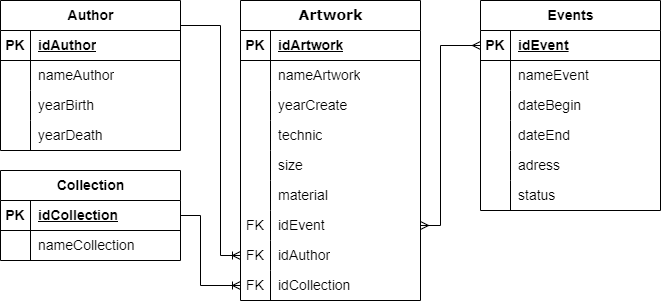 Author
PK idAuthor
nameAuthor
yearBirth
yearDeath
Collection
PK idCollection
nameCollection
Artwork
PK idArtwork
nameArtwork
yearCreate
technic
size
material
FK idEvent
FK idAuthor
FK idCollection
Events
PK idEvent
nameEvent
dateBegin
dateEnd
adress
status